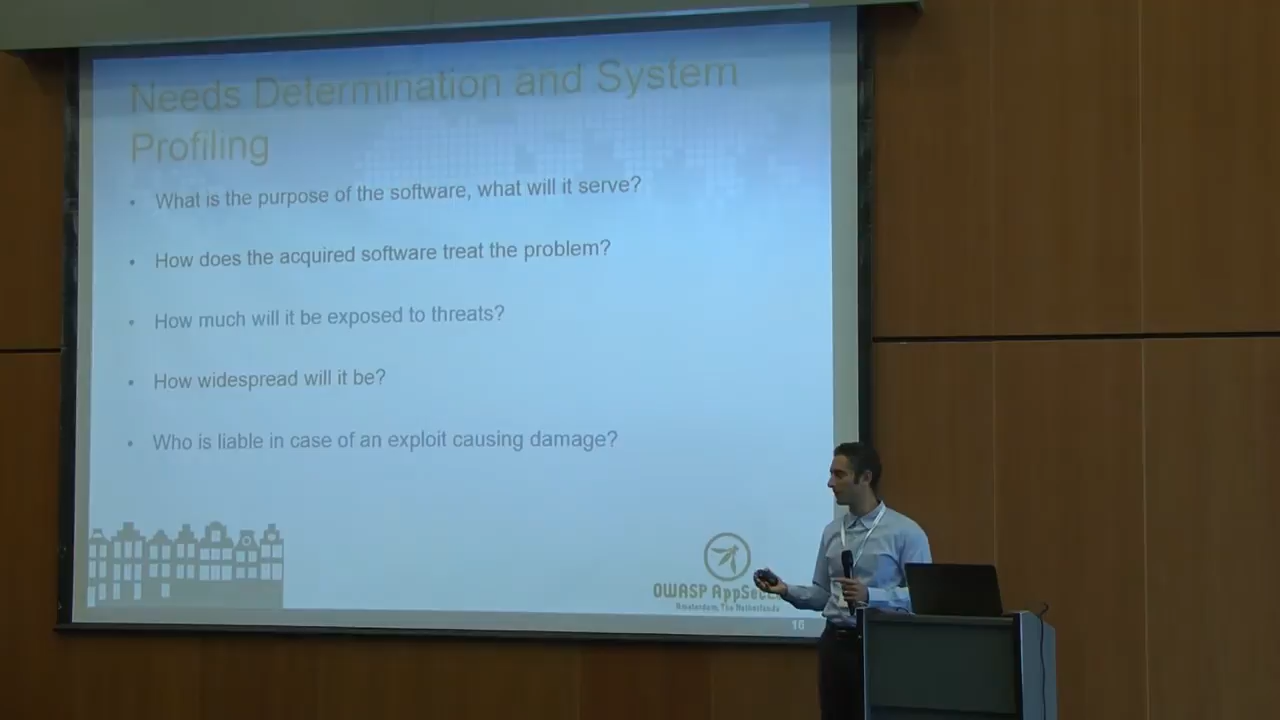 Needs Determination and System
Profiling
• What is the purpose of the software, what will it serve?
• How does the acquired software treat the problem?
• How much will it be exposed to threats?
• How widespread will it be?
• Who is liable in case of an exploit causing damage?
OWASP
Amsterdam, The Netherlands
16